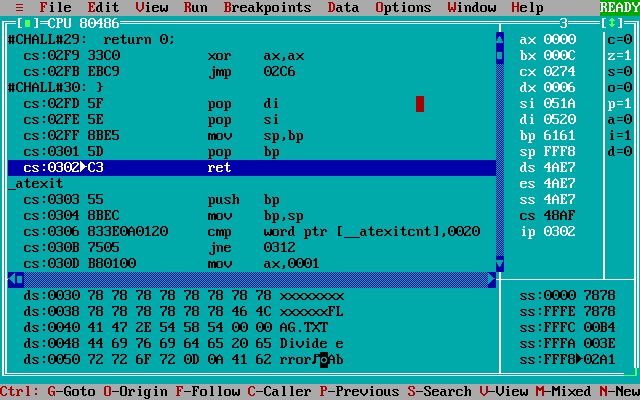 ≡ File Edit View Run Breakpoints Data Options Window Help READY
[■]=CPU 80486 3 [↕]
#CHALL#29: return 0; ax 0000 c=0
cs:02F9 33C0 xor ax,ax bx 000C z=1
cs:02FB EBC9 jmp 02C6 cx 0274 s=0
#CHALL#30: } dx 0006 o=0
cs:02FD 5F pop di si 051A p=1
cs:02FE 5E pop si di 0520 a=0
cs:02FF 8BE5 mov sp,bp bp 6161 i=1
cs:0301 5D pop bp sp FFF8 d=0
cs:0302►C3 ret ds 4AE7
_atexit es 4AE7
cs:0303 55 push bp ss 4AE7
cs:0304 8BEC mov bp,sp cs 48AF
cs:0306 833E0A0120 cmp word ptr [__atexitcnt],0020 ip 0302
cs:030B 7505 jne 0312
cs:030D B80100 mov ax,0001
ds:0030 78 78 78 78 78 78 78 78 xxxxxxxx ss:0000 7878
ds:0038 78 78 78 78 78 78 46 4C xxxxxxFL ss:FFFE 7878
ds:0040 41 47 2E 54 58 54 00 00 AG.TXT ss:FFFC 00B4
ds:0048 44 69 76 69 64 65 20 65 Divide e ss:FFFA 003E
ds:0050 72 72 6F 72 0D 0A 41 62 rror♪◙Ab ss:FFF8►02A1
Ctrl: G-Goto O-Origin F-Follow C-Caller P-Previous S-Search V-View M-Mixed N-New